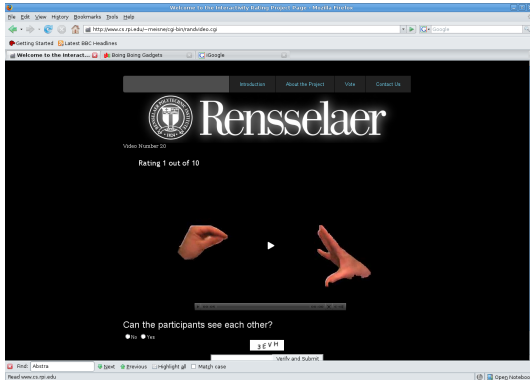 Welcome to the Interactivity Rating Project Page - Mozilla Firefox
File Edit View History Bookmarks Tools Help
http://www.cs.rpi.edu/~meisne/cgi-bin/randvideo.cgi
Google
Getting Started Latest BBC Headlines
Welcome to the Interact... Boing Boing Gadgets iGoogle
Introduction About the Project Vote Contact Us
Rensselaer
Video Number 20
Rating 1 out of 10
Can the participants see each other?
No Yes
Verify and Submit
Find: Abstra Next Previous Highlight all Match case
Read www.cs.rpi.edu Open Notebook